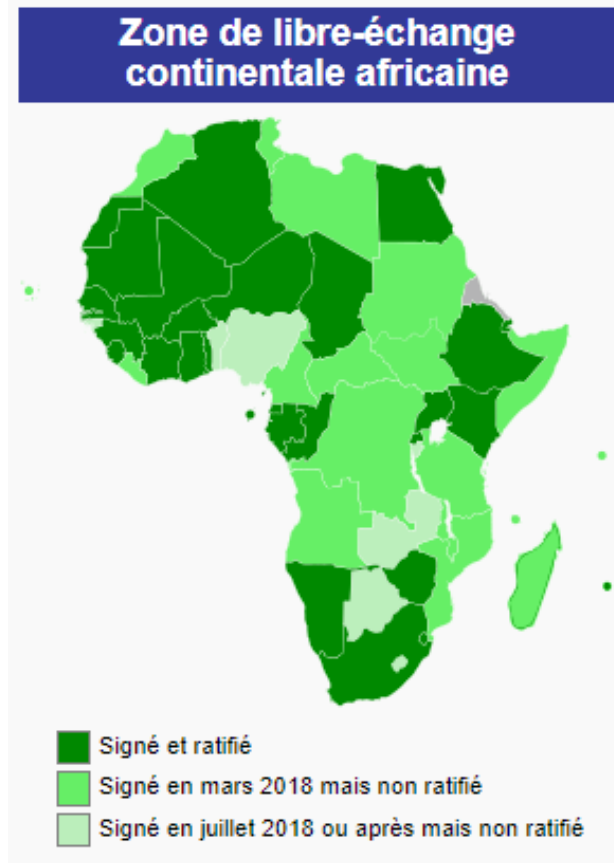 Zone de libre-échange
continentale africaine
Signé et ratifié
Signé en mars 2018 mais non ratifié
Signé en juillet 2018 ou après mais non ratifié